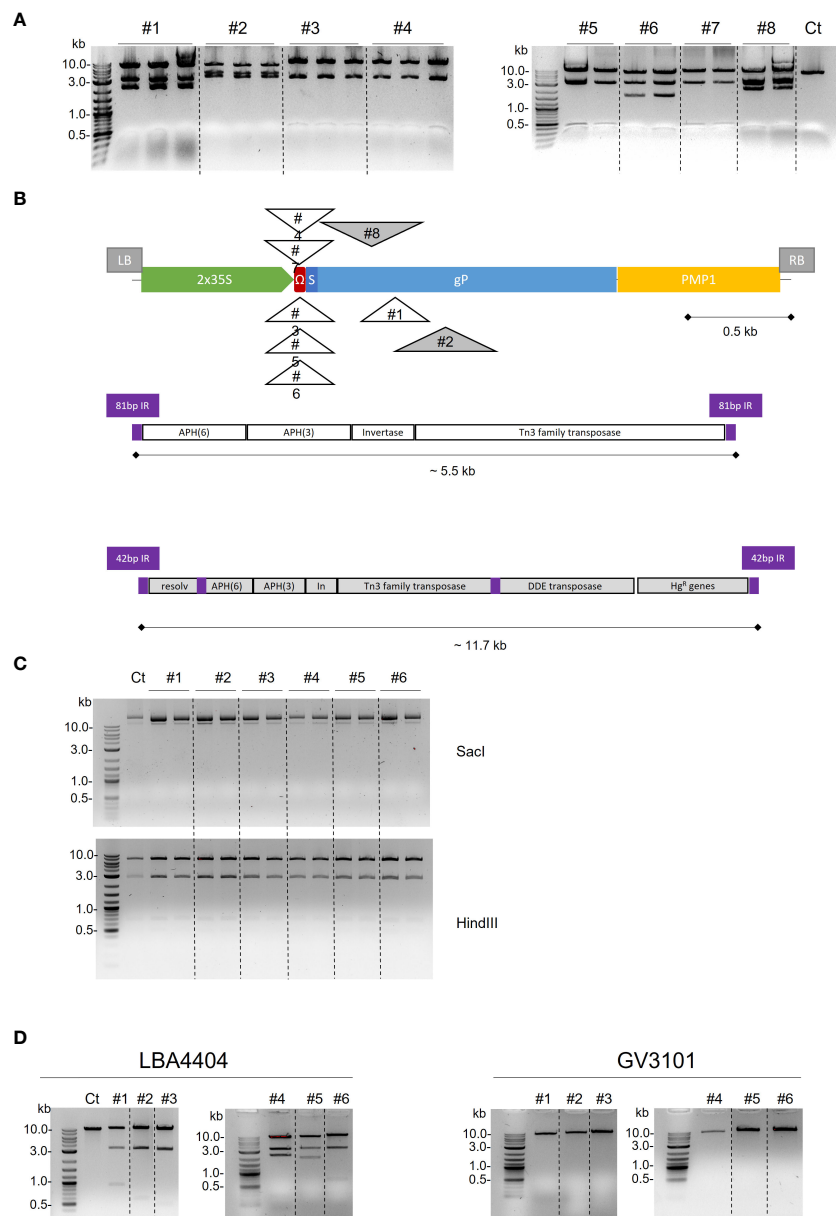 A
#1 #2 #3 #4
kb
10.0-
3.0-
1.0-
0.5-
#5 #6 #7 #8 Ct
kb
10.0-
3.0-
1.0-
0.5-
B
# 4
#8
#
LB
RB
2x35S Ω S gP PMP1
# 3
#1
0.5 kb
# 5
#2
# 6
81bp IR 81bp IR
APH(6) APH(3) Invertase Tn3 family transposase
~ 5.5 kb
42bp IR 42bp IR
resolv APH(6) APH(3) In Tn3 family transposase DDE transposase HgR genes
~ 11.7 kb
C
Ct #1 #2 #3 #4 #5 #6
kb
10.0-
3.0-
1.0-
0.5-
SacI
10.0-
3.0-
1.0-
0.5-
HindIII
D
LBA4404
Ct #1 #2 #3
kb
10.0-
3.0-
1.0-
0.5-
#4 #5 #6
kb
10.0-
3.0-
1.0-
0.5-
GV3101
#1 #2 #3
kb
10.0-
3.0-
1.0-
0.5-
#4 #5 #6
kb
10.0-
3.0-
1.0-
0.5-